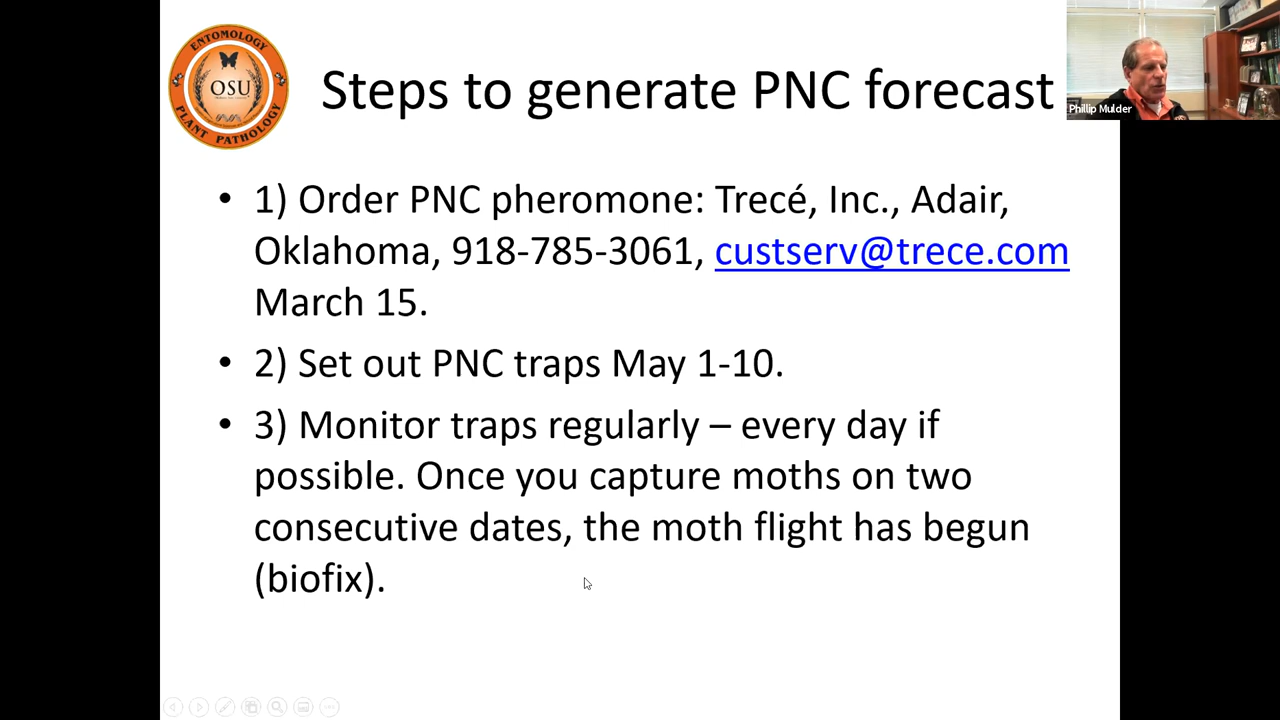 ENTOMOLOGY
OSU
PLANT PATHOLOGY
Steps to generate PNC forecast
Phillip Mulder
• 1) Order PNC pheromone: Trecé, Inc., Adair,
Oklahoma, 918-785-3061, custserv@trece.com
March 15.
• 2) Set out PNC traps May 1-10.
• 3) Monitor traps regularly – every day if
possible. Once you capture moths on two
consecutive dates, the moth flight has begun
(biofix).